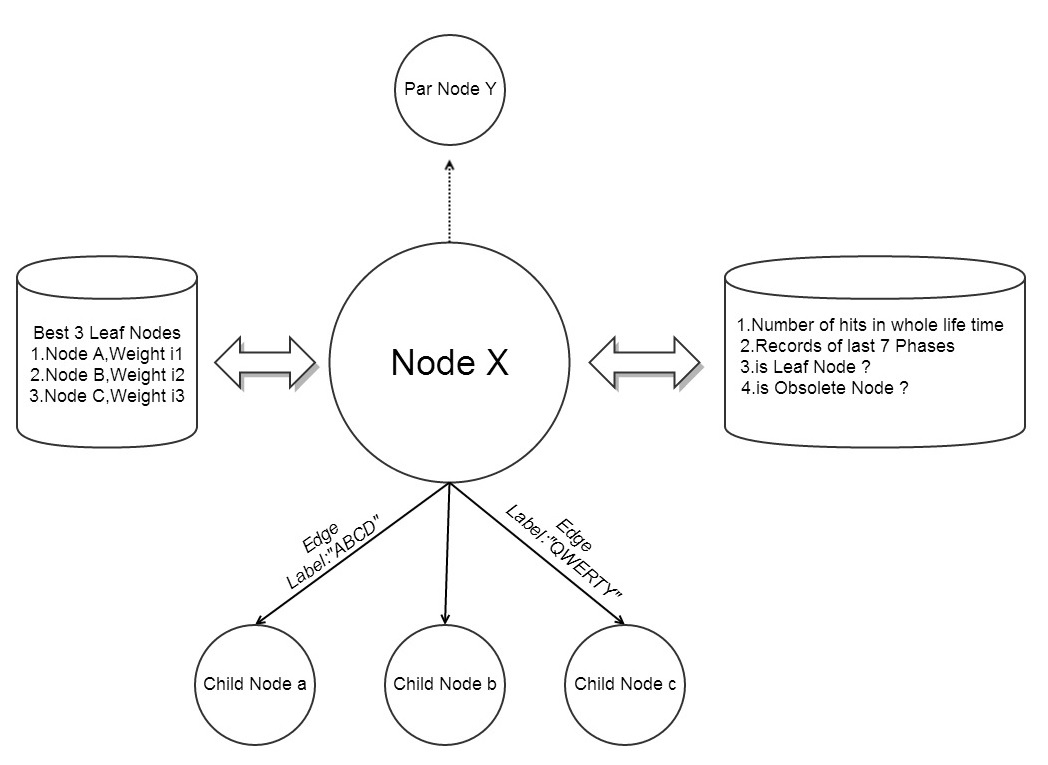 Par Node Y
Best 3 Leaf Nodes
1.Node A,Weight i1
2.Node B,Weight i2
3.Node C,Weight i3
Node X
1.Number of hits in whole life time
2.Records of last 7 Phases
3.is Leaf Node ?
4.is Obsolete Node ?
Edge
Label:"ABCD"
Edge
Label:"QWERTY"
Child Node a
Child Node b
Child Node c